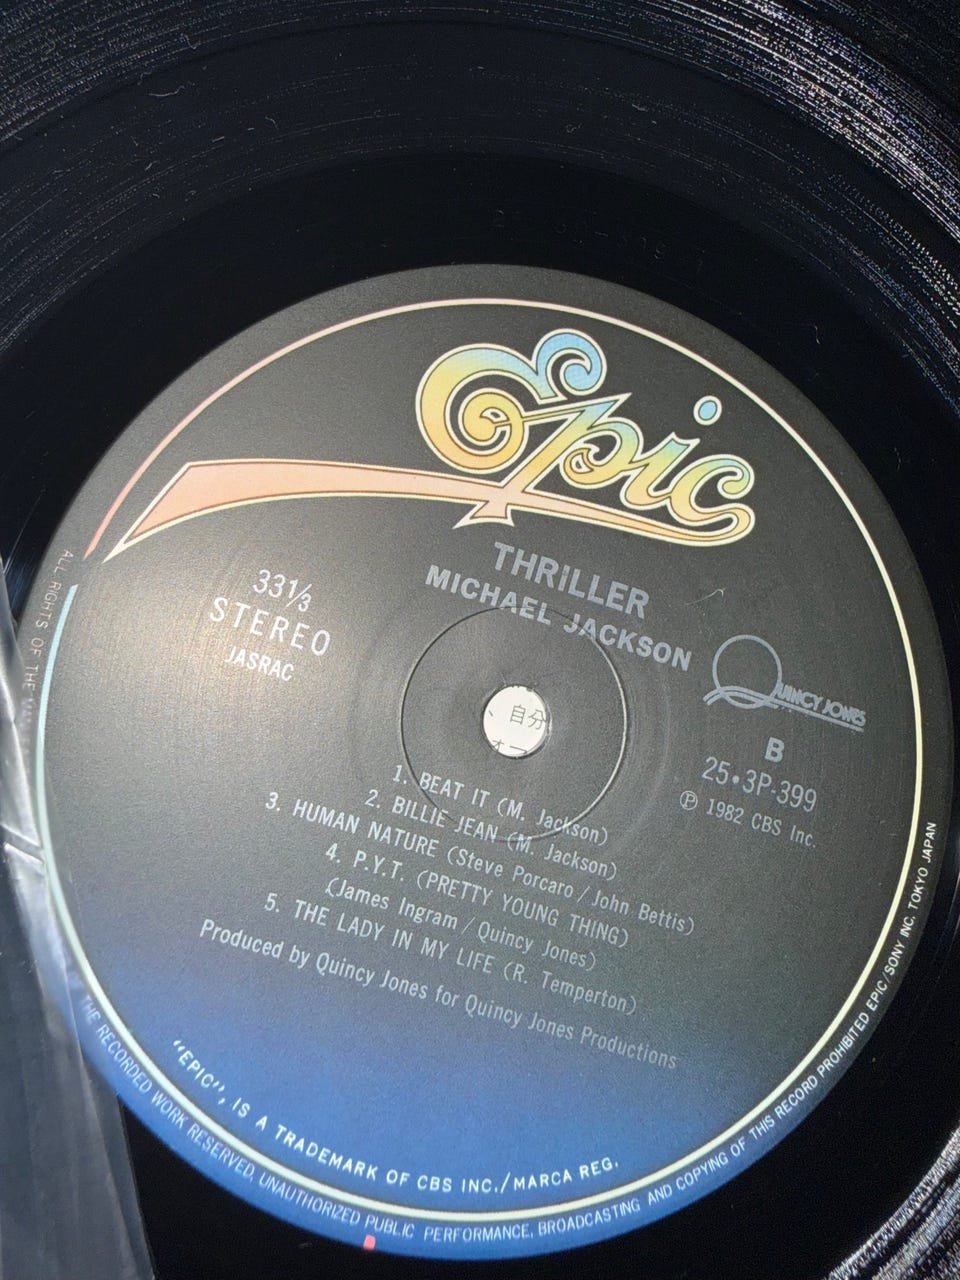 Epic
THRiLLER
MICHAEL JACKSON
33⅓
STEREO
JASRAC
QUINCY JONES
B
25•3P-399
Ⓟ 1982 CBS Inc.
自分
1. BEAT IT (M. Jackson)
2. BILLIE JEAN (M. Jackson)
3. HUMAN NATURE (Steve Porcaro / John Bettis)
4. P.Y.T. (PRETTY YOUNG THING)
(James Ingram / Quincy Jones)
5. THE LADY IN MY LIFE (R. Temperton)
Produced by Quincy Jones for Quincy Jones Productions
"EPIC", IS A TRADEMARK OF CBS INC./MARCA REG.
ALL RIGHTS OF THE THE RECORDED WORK RESERVED, UNAUTHORIZED PUBLIC PERFORMANCE, BROADCASTING AND COPYING OF THIS RECORD PROHIBITED EPIC/SONY INC. TOKYO JAPAN